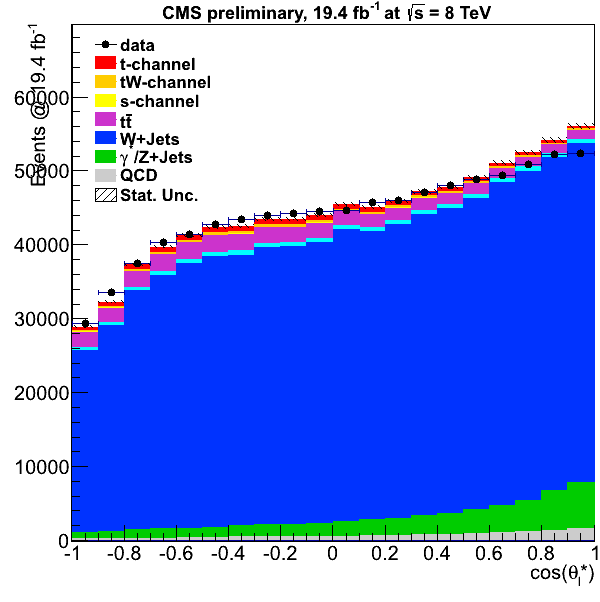 CMS preliminary, 19.4 fb⁻¹ at √s = 8 TeV
Events @ 19.4 fb⁻¹
data
t-channel
tW-channel
s-channel
tt̄
W+Jets
γ*/Z+Jets
QCD
Stat. Unc.
60000
50000
40000
30000
20000
10000
0
-1 -0.8 -0.6 -0.4 -0.2 0 0.2 0.4 0.6 0.8 1
cos(θₗ*)